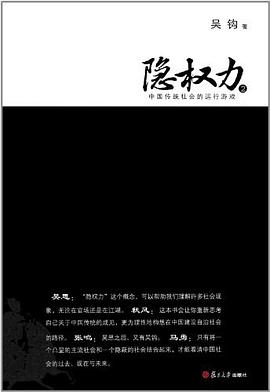 吴 钩 著
隐权力2
中国传统社会的运行游戏
吴思：“隐权力”这个概念，可以帮助我们理解许多社会现
象，无论在官场还是在江湖。 秋风：这本书会让你重新思考
自己关于中国传统的成见，更为理性地构想在中国建设自治社会
的路径。 张鸣：吴思之后，又有吴钩。 马勇：只有将一
个凸显的主流社会和一个隐蔽的社会结合起来，才能看清中国社会
的过去、现在与未来。
復旦大學出版社